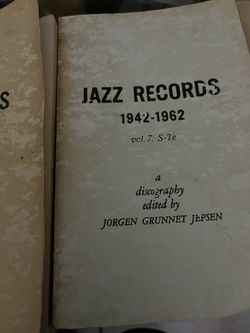 S
JAZZ RECORDS
1942-1962
vol. 7: S-Te
a
discography
edited by
JORGEN GRUNNET JEPSEN